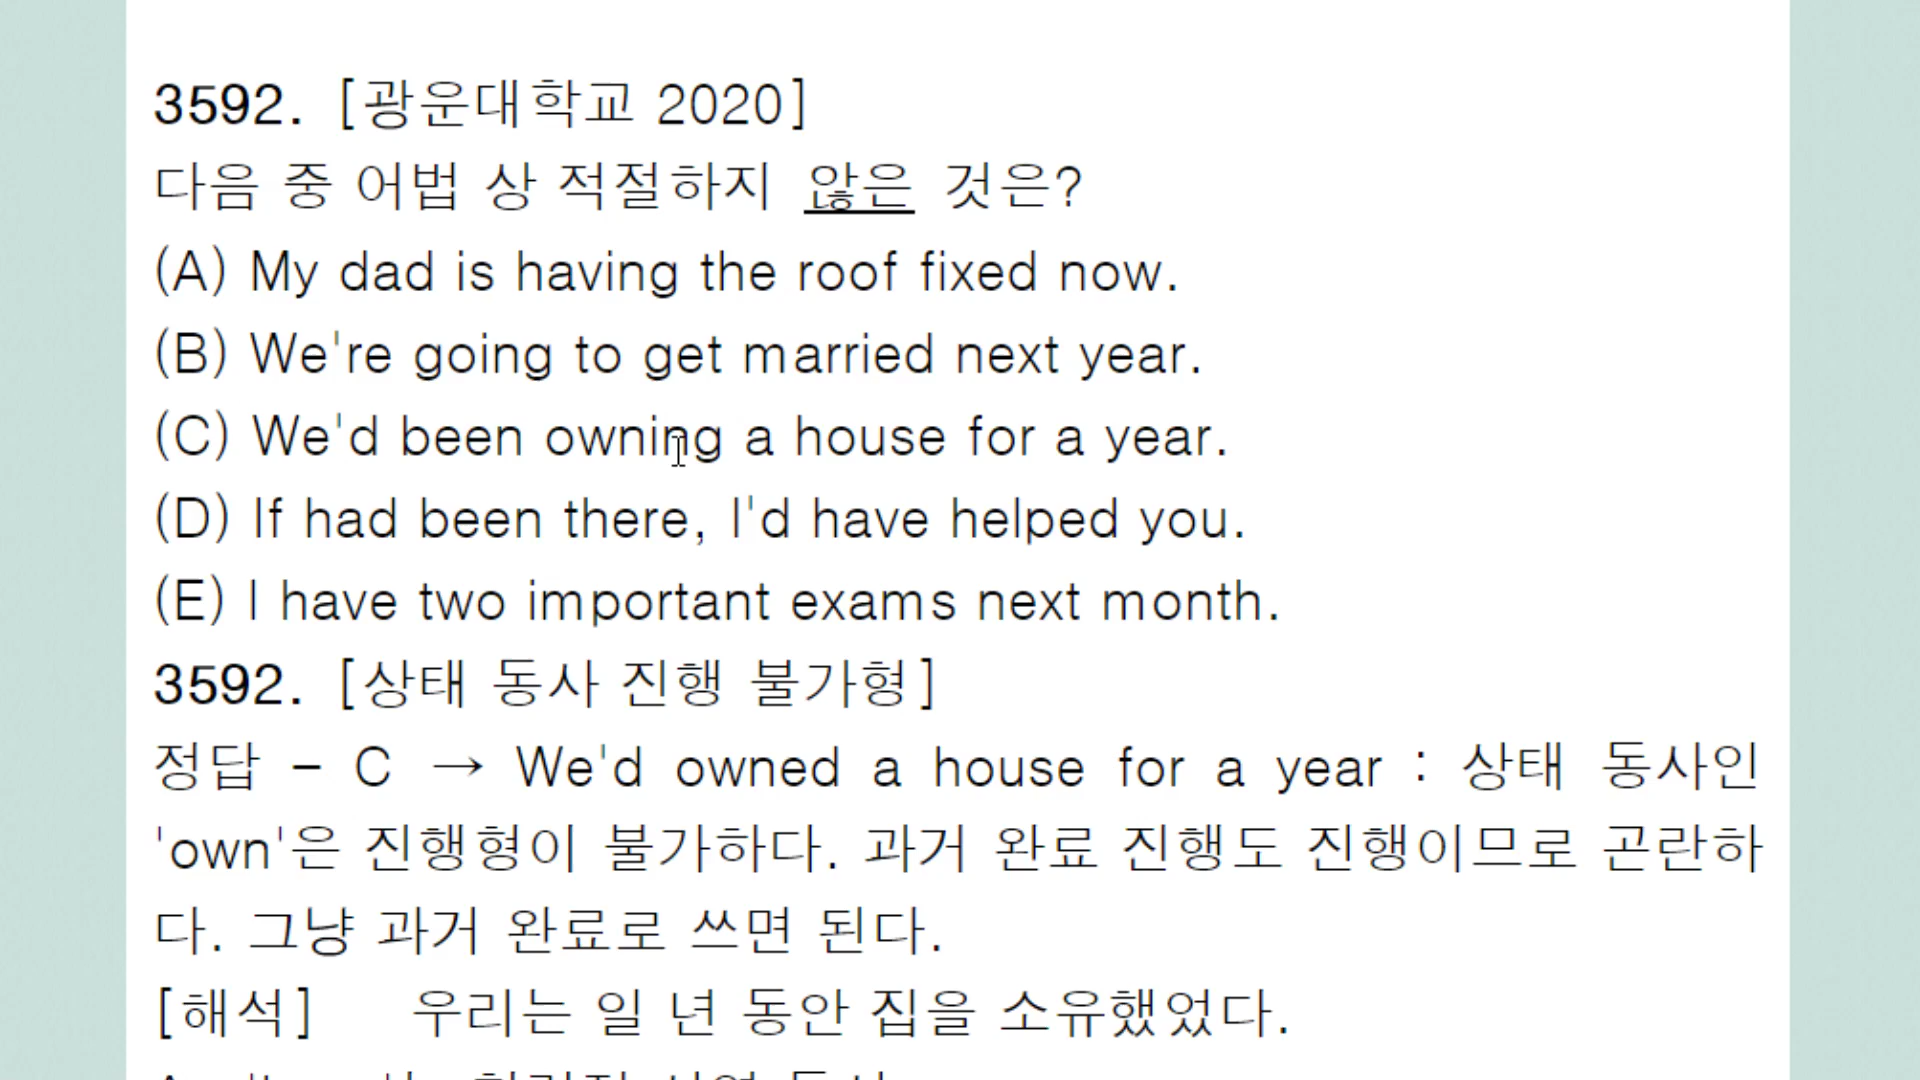 3592. [광운대학교 2020]
다음 중 어법 상 적절하지 않은 것은?
(A) My dad is having the roof fixed now.
(B) We're going to get married next year.
(C) We'd been owning a house for a year.
(D) If had been there, I'd have helped you.
(E) I have two important exams next month.
3592. [상태 동사 진행 불가형]
정답 - C → We'd owned a house for a year : 상태 동사인
'own'은 진행형이 불가하다. 과거 완료 진행도 진행이므로 곤란하
다. 그냥 과거 완료로 쓰면 된다.
[해석] 우리는 일 년 동안 집을 소유했었다.